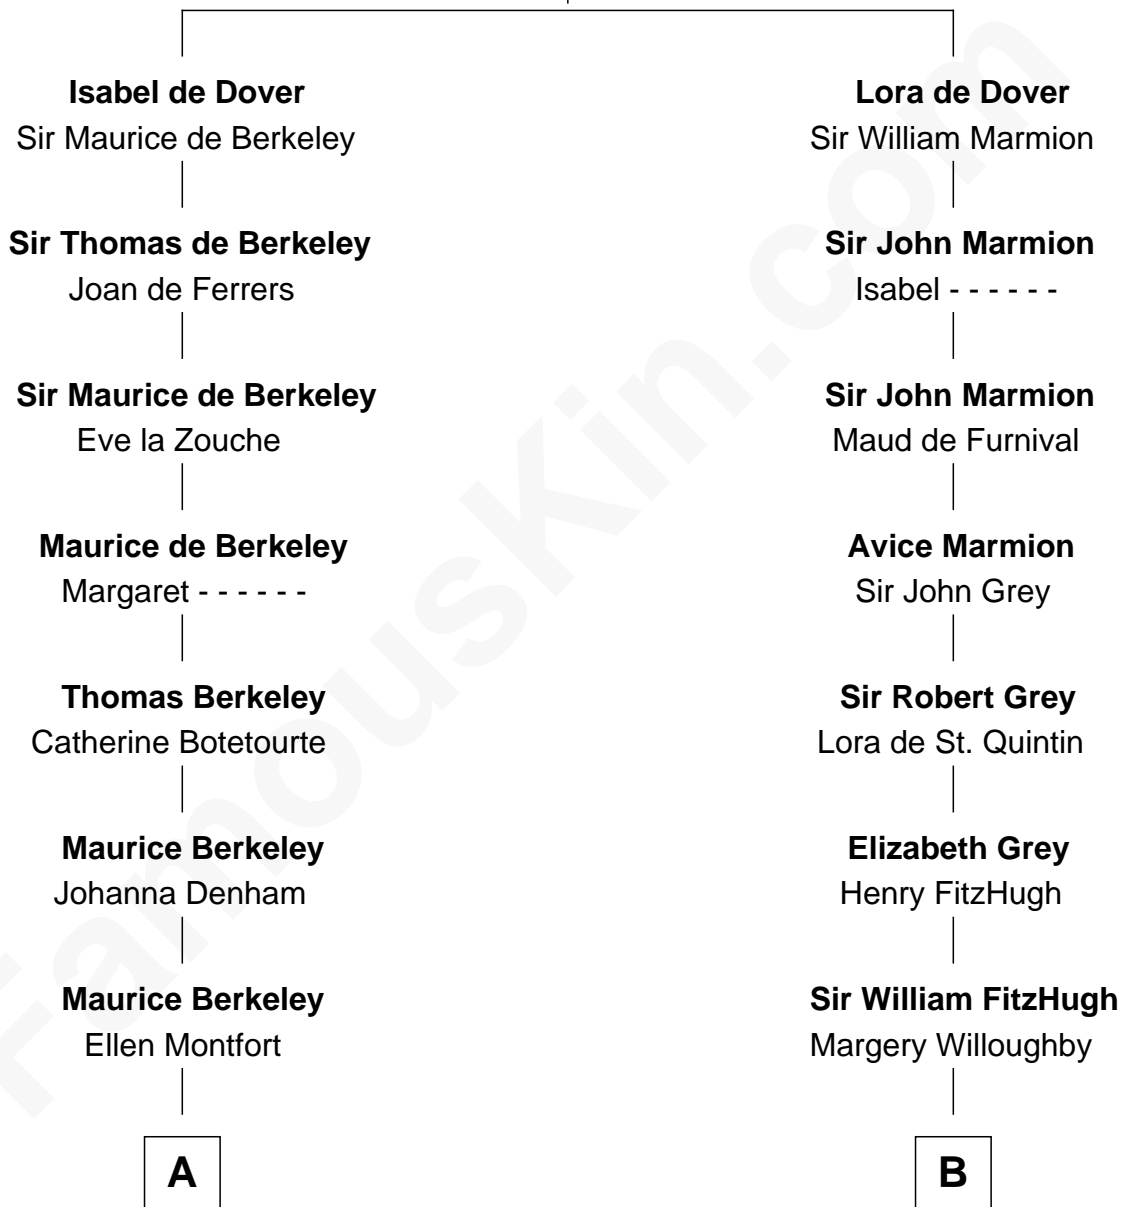 Isabel de Dover
Sir Maurice de Berkeley
Sir Thomas de Berkeley
Joan de Ferrers
Sir Maurice de Berkeley
Eve la Zouche
Maurice de Berkeley
Margaret - - - - - -
Thomas Berkeley
Catherine Botetourte
Maurice Berkeley
Johanna Denham
Maurice Berkeley
Ellen Montfort
A
Lora de Dover
Sir William Marmion
Sir John Marmion
Isabel - - - - - -
Sir John Marmion
Maud de Furnival
Avice Marmion
Sir John Grey
Sir Robert Grey
Lora de St. Quintin
Elizabeth Grey
Henry FitzHugh
Sir William FitzHugh
Margery Willoughby
B
FamousKin.com